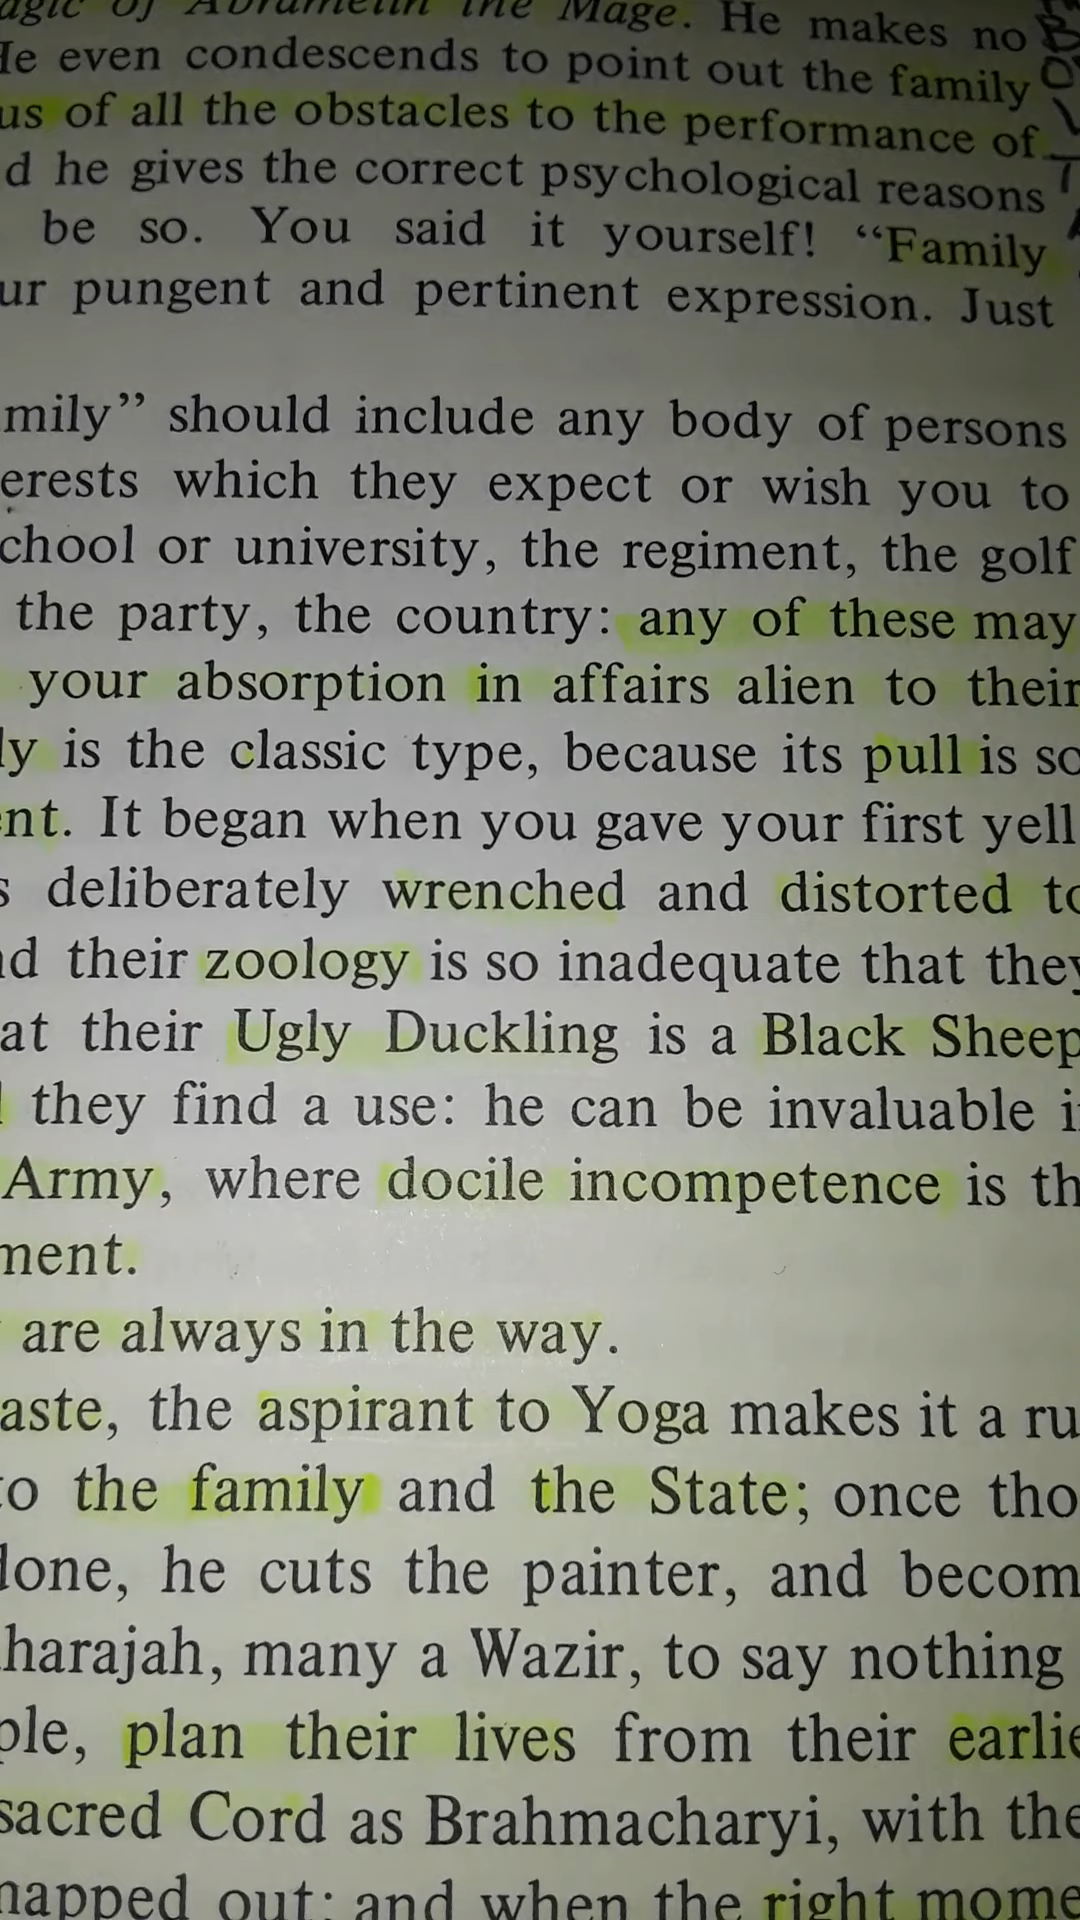 agic of Abramelin the Mage. He makes no
He even condescends to point out the family
us of all the obstacles to the performance of
d he gives the correct psychological reasons
be so. You said it yourself! “Family
ur pungent and pertinent expression. Just
mily” should include any body of persons
erests which they expect or wish you to
chool or university, the regiment, the golf
the party, the country: any of these may
your absorption in affairs alien to their
ly is the classic type, because its pull is so
ent. It began when you gave your first yell
s deliberately wrenched and distorted to
nd their zoology is so inadequate that they
at their Ugly Duckling is a Black Sheep
they find a use: he can be invaluable i
Army, where docile incompetence is th
ment.
are always in the way.
aste, the aspirant to Yoga makes it a ru
to the family and the State; once tho
done, he cuts the painter, and becom
harajah, many a Wazir, to say nothing
ple, plan their lives from their earlie
sacred Cord as Brahmacharyi, with the
mapped out; and when the right mome